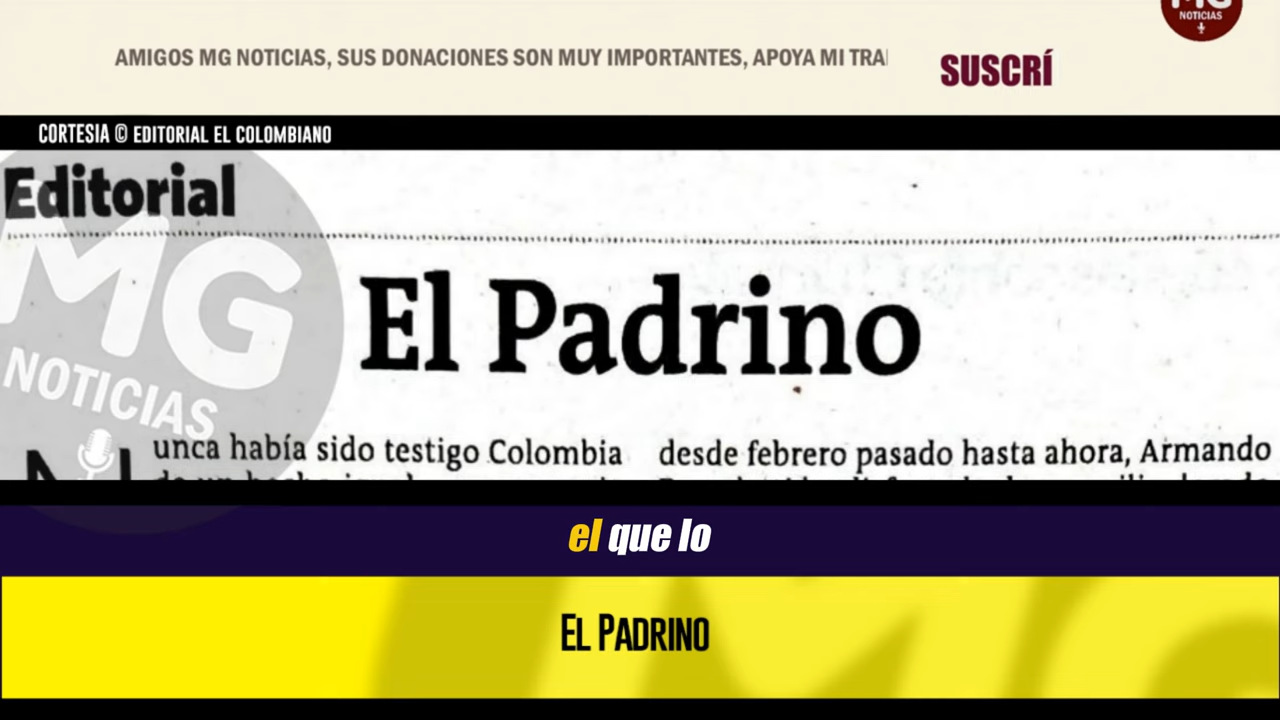 MG
NOTICIAS
AMIGOS MG NOTICIAS, SUS DONACIONES SON MUY IMPORTANTES, APOYA MI TRA
SUSCRÍ
CORTESIA © EDITORIAL EL COLOMBIANO
Editorial
MG
NOTICIAS
El Padrino
unca había sido testigo Colombia
desde febrero pasado hasta ahora, Armando
el que lo
EL PADRINO